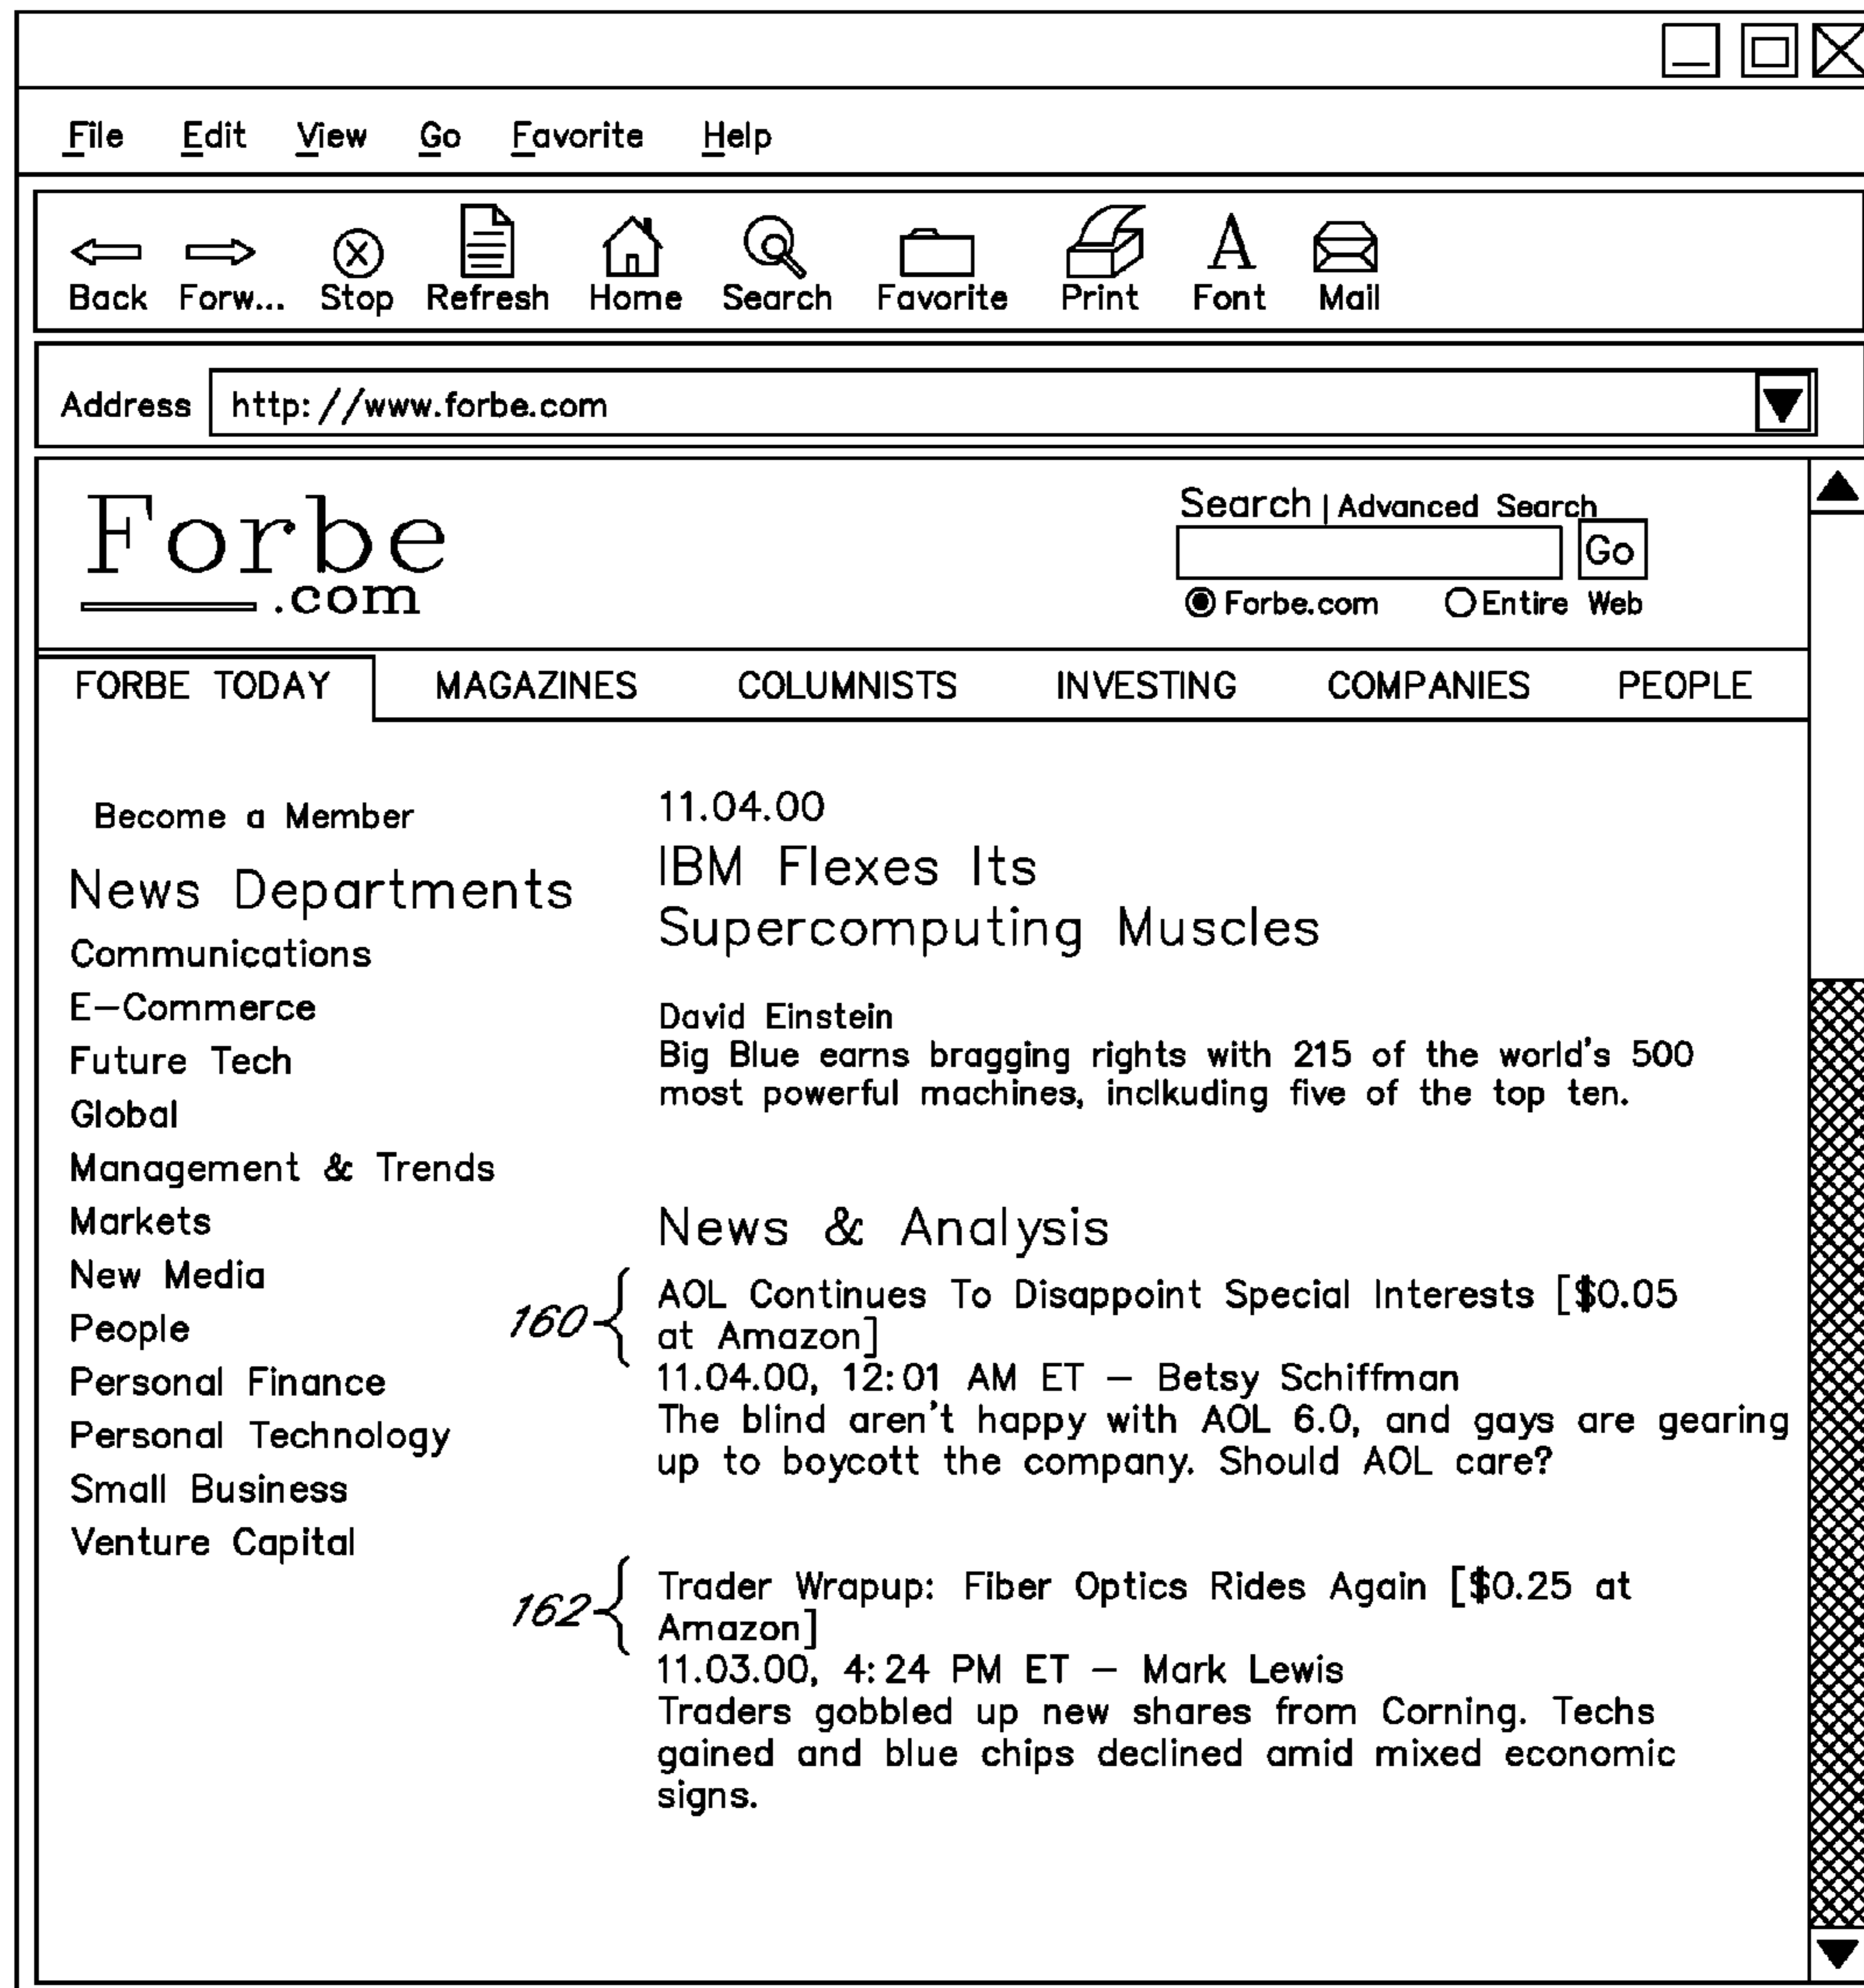 File Edit View Go Favorite Help
Back Forw... Stop Refresh Home Search Favorite Print Font Mail
Address http://www.forbe.com
Forbe
.com
Search | Advanced Search
Go
Forbe.com Entire Web
FORBE TODAY MAGAZINES COLUMNISTS INVESTING COMPANIES PEOPLE
Become a Member
News Departments
Communications
E-Commerce
Future Tech
Global
Management & Trends
Markets
New Media
People
Personal Finance
Personal Technology
Small Business
Venture Capital
11.04.00
IBM Flexes Its
Supercomputing Muscles
David Einstein
Big Blue earns bragging rights with 215 of the world's 500
most powerful machines, inclkuding five of the top ten.
News & Analysis
160
AOL Continues To Disappoint Special Interests [$0.05
at Amazon]
11.04.00, 12:01 AM ET – Betsy Schiffman
The blind aren't happy with AOL 6.0, and gays are gearing
up to boycott the company. Should AOL care?
162
Trader Wrapup: Fiber Optics Rides Again [$0.25 at
Amazon]
11.03.00, 4:24 PM ET – Mark Lewis
Traders gobbled up new shares from Corning. Techs
gained and blue chips declined amid mixed economic
signs.